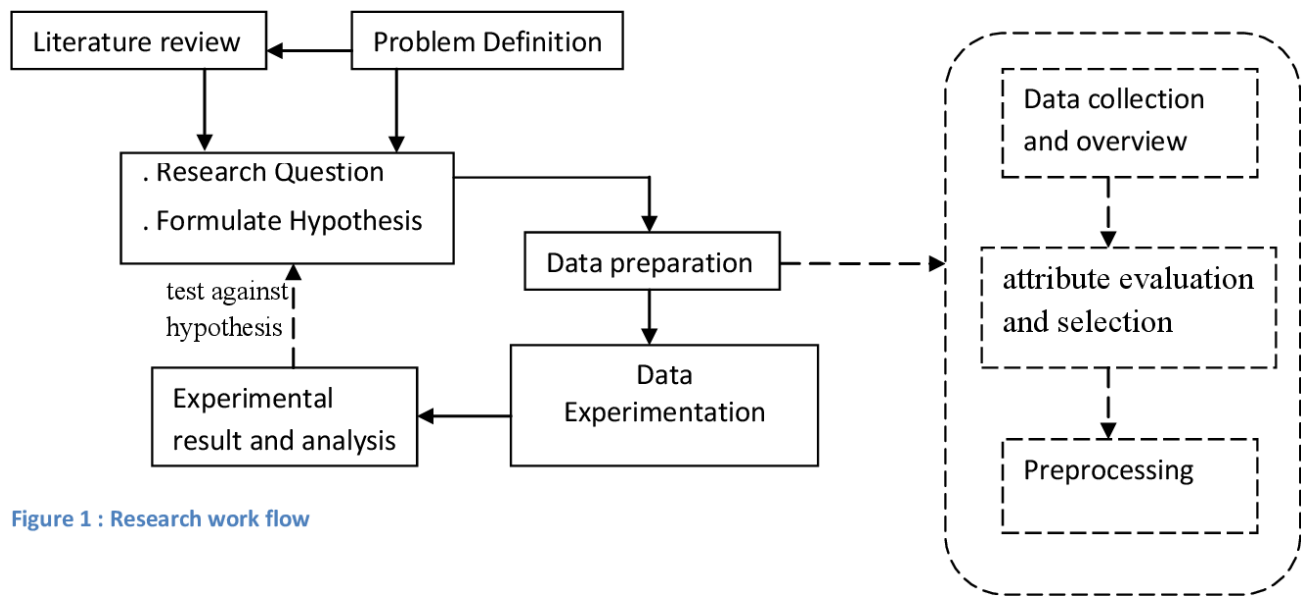 Literature review
Problem Definition
. Research Question
. Formulate Hypothesis
Data preparation
Data
Experimentation
Experimental
result and analysis
test against
hypothesis
Data collection
and overview
attribute evaluation
and selection
Preprocessing
Figure 1 : Research work flow